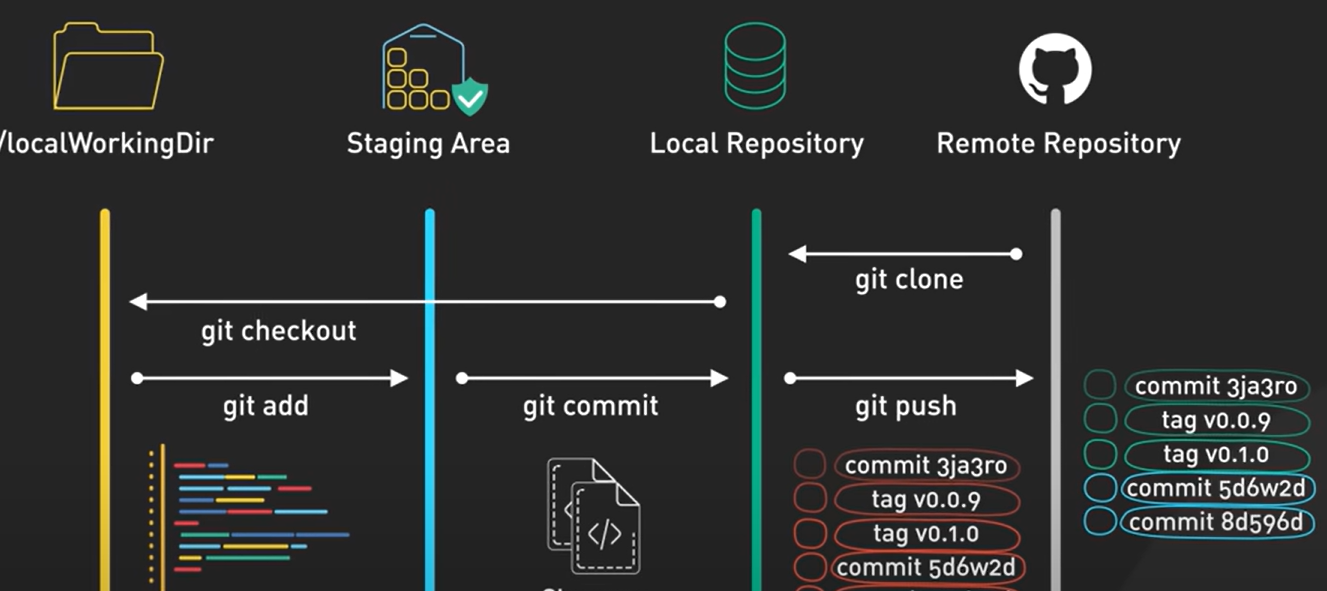 /localWorkingDir
Staging Area
Local Repository
Remote Repository
git clone
git checkout
git add
git commit
git push
</>
commit 3ja3ro
tag v0.0.9
tag v0.1.0
commit 5d6w2d
commit 3ja3ro
tag v0.0.9
tag v0.1.0
commit 5d6w2d
commit 8d596d